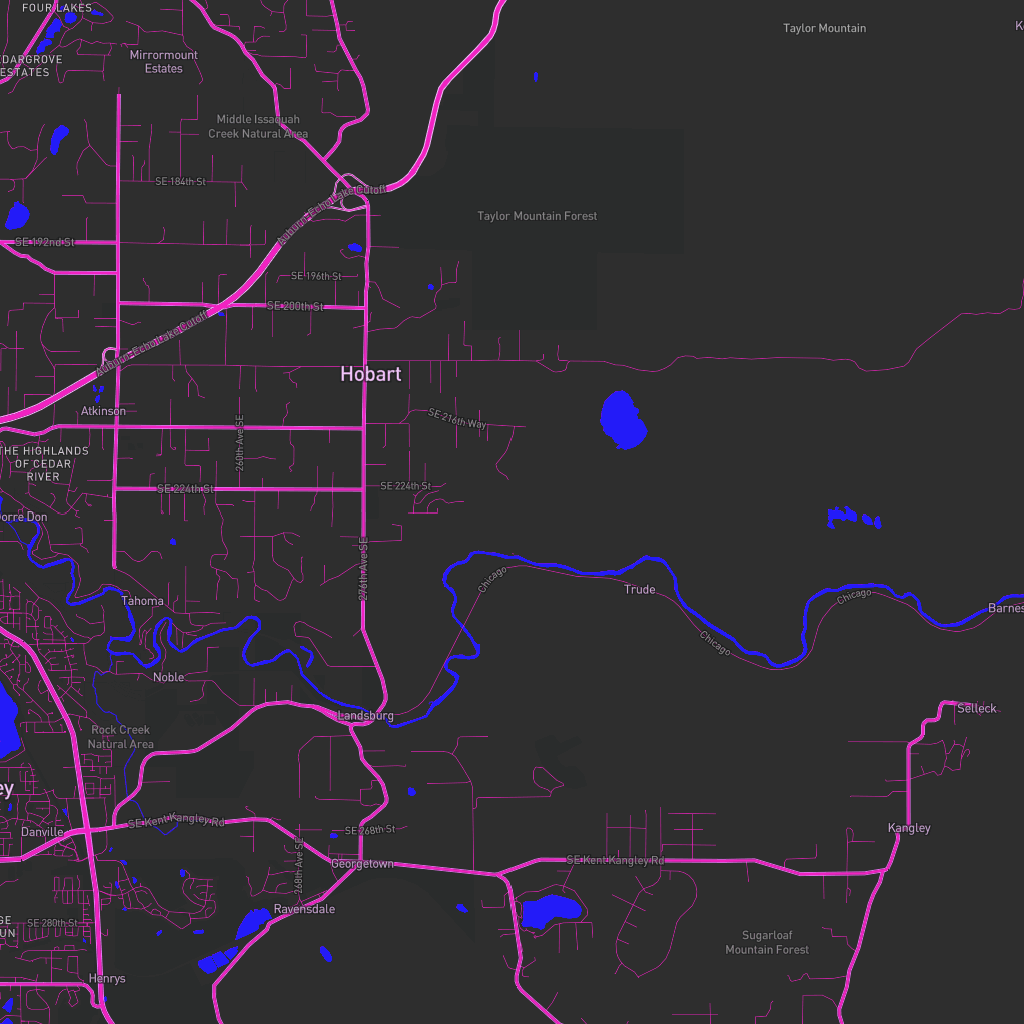 FOUR LAKES
Taylor Mountain
Mirrormount
Estates
ESTATES
Middle Issaquah
Creek Natural Area
SE 184th St
Auburn-Echo Lake Cutoff
Taylor Mountain Forest
SE 192nd St
SE 196th St
SE 200th St
Auburn-Echo Lake Cutoff
Hobart
Atkinson
260th Ave SE
SE 216th Way
THE HIGHLANDS
OF CEDAR
RIVER
SE 224th St
SE 224th St
276th Ave SE
Chicago
Trude
Chicago
Chicago
Tahoma
Noble
Landsburg
Selleck
Rock Creek
Natural Area
SE Kent Kangley Rd
Danville
SE 268th St
268th Ave SE
Georgetown
SE Kent Kangley Rd
Kangley
Ravensdale
SE 280th St
Sugarloaf
Mountain Forest
Henrys